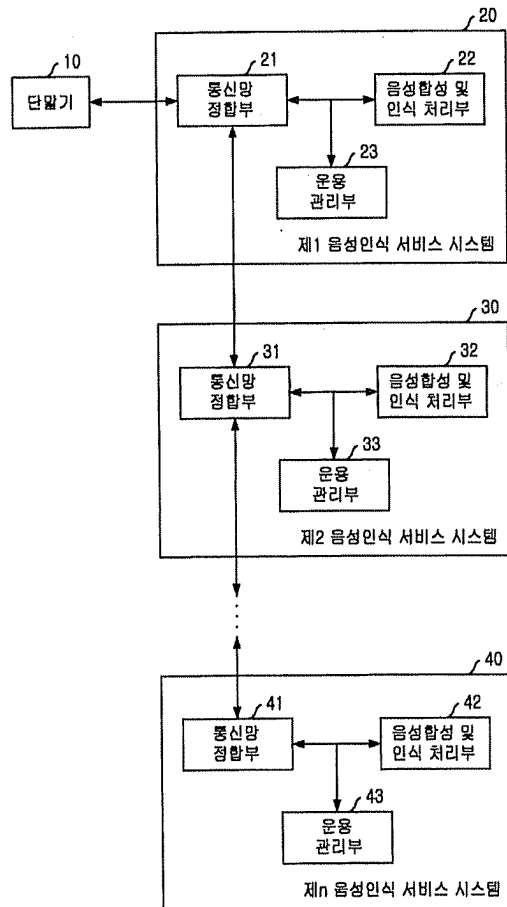 20
10
단말기
21
통신망
정합부
22
음성합성 및
인식 처리부
23
운용
관리부
제1 음성인식 서비스 시스템
30
31
통신망
정합부
32
음성합성 및
인식 처리부
33
운용
관리부
제2 음성인식 서비스 시스템
40
41
통신망
정합부
42
음성합성 및
인식 처리부
43
운용
관리부
제n 음성인식 서비스 시스템